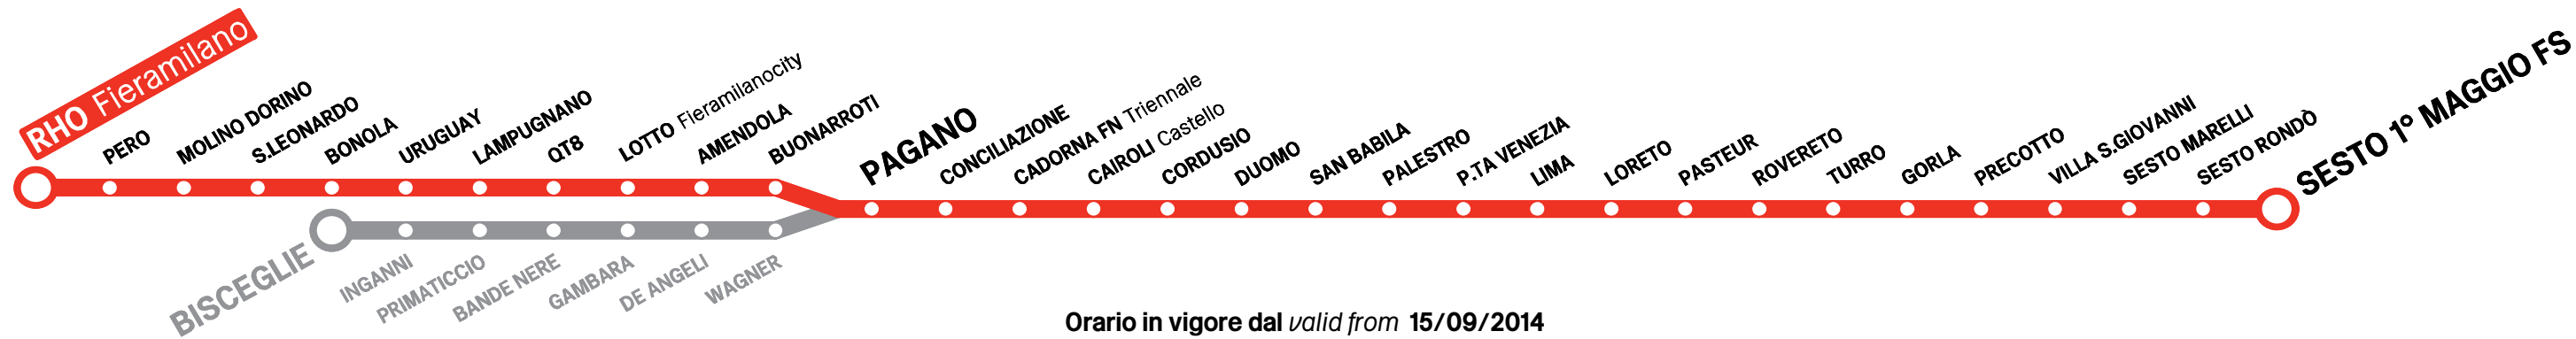 RHO Fieramilano
PERO
MOLINO DORINO
S.LEONARDO
BONOLA
URUGUAY
LAMPUGNANO
QT8
LOTTO Fieramilanocity
AMENDOLA
BUONARROTI
PAGANO
CONCILIAZIONE
CADORNA FN Triennale
CAIROLI Castello
CORDUSIO
DUOMO
SAN BABILA
PALESTRO
P.TA VENEZIA
LIMA
LORETO
PASTEUR
ROVERETO
TURRO
GORLA
PRECOTTO
VILLA S.GIOVANNI
SESTO MARELLI
SESTO RONDÒ
SESTO 1° MAGGIO FS
BISCEGLIE
INGANNI
PRIMATICCIO
BANDE NERE
GAMBARA
DE ANGELI
WAGNER
Orario in vigore dal valid from 15/09/2014